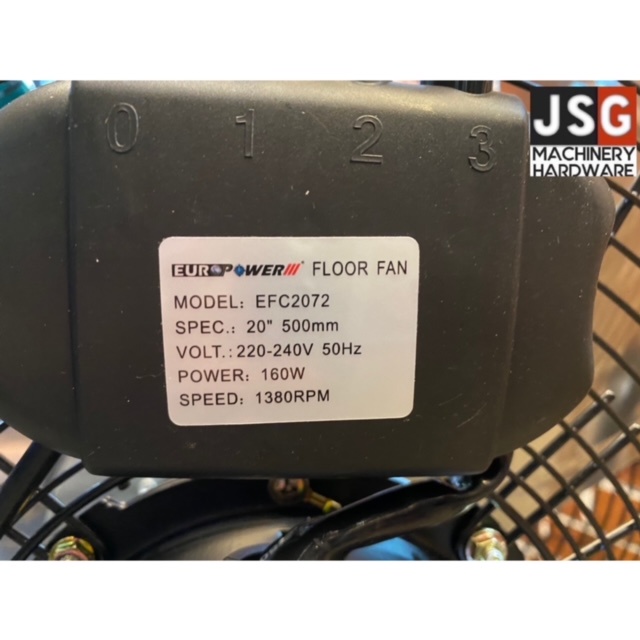 JSG
MACHINERY
HARDWARE
0 1 2 3
EUROPOWER FLOOR FAN
MODEL: EFC2072
SPEC.: 20" 500mm
VOLT.: 220-240V 50Hz
POWER: 160W
SPEED: 1380RPM